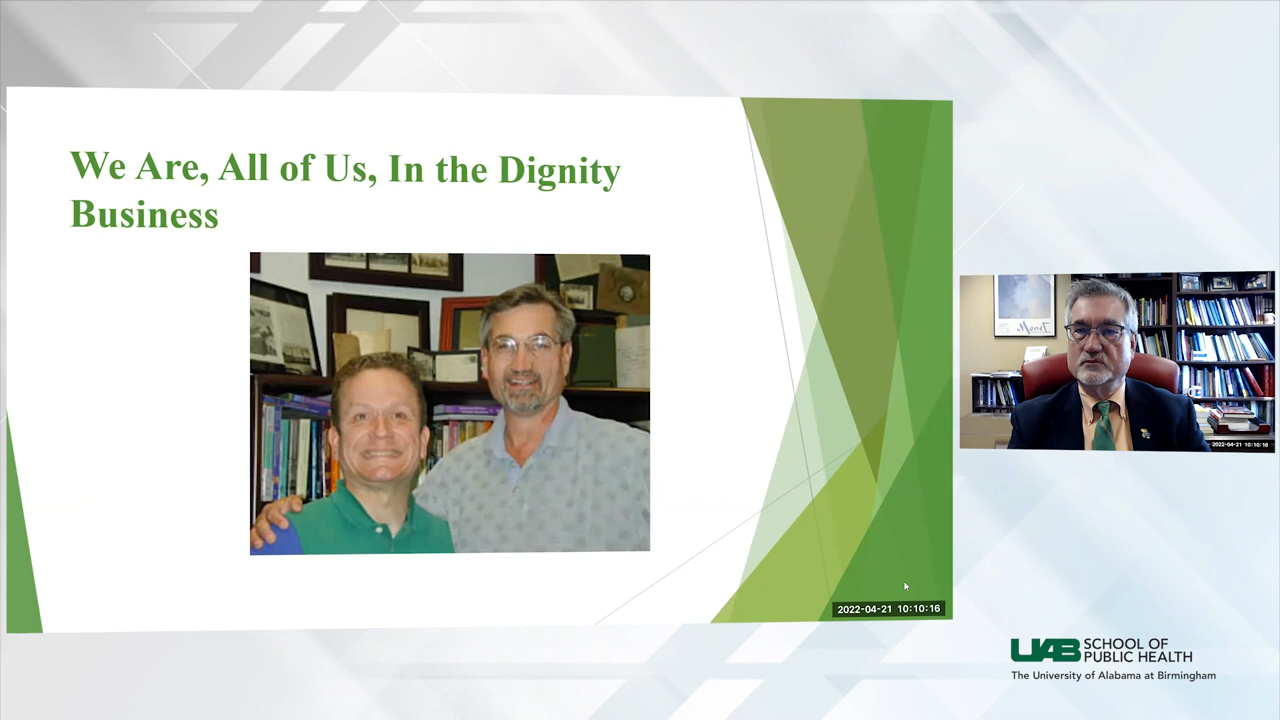 We Are, All of Us, In the Dignity
Business
2022-04-21 10:10:16
2022-04-21 10:10:16
UAB SCHOOL OF
PUBLIC HEALTH
The University of Alabama at Birmingham